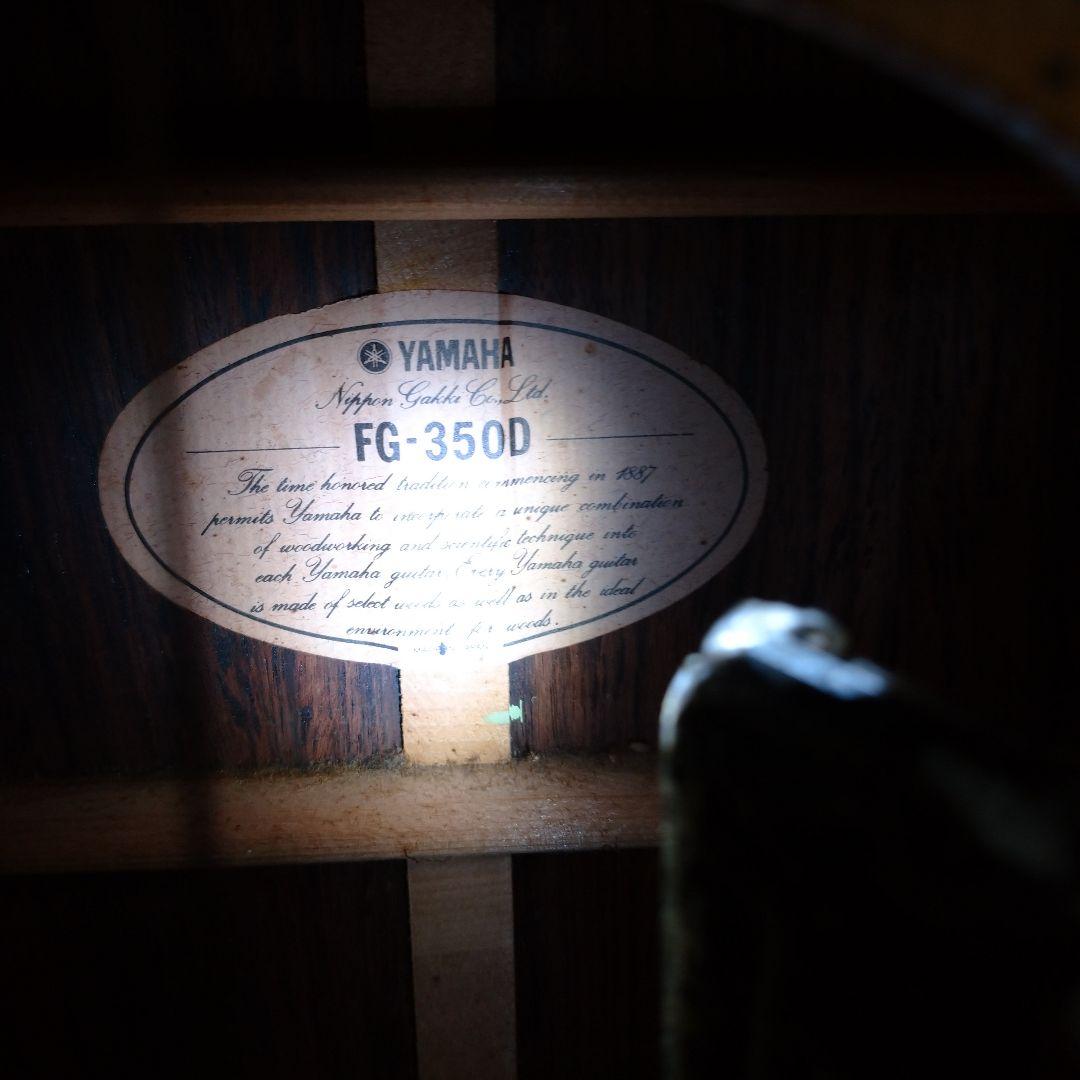 YAMAHA
Nippon Gakki Co., Ltd.
FG-350D
The time honored tradition commencing in 1887
permits Yamaha to incorporate a unique combination
of woodworking and scientific technique into
each Yamaha guitar. Every Yamaha guitar
is made of select woods as well as in the ideal
environment for woods.